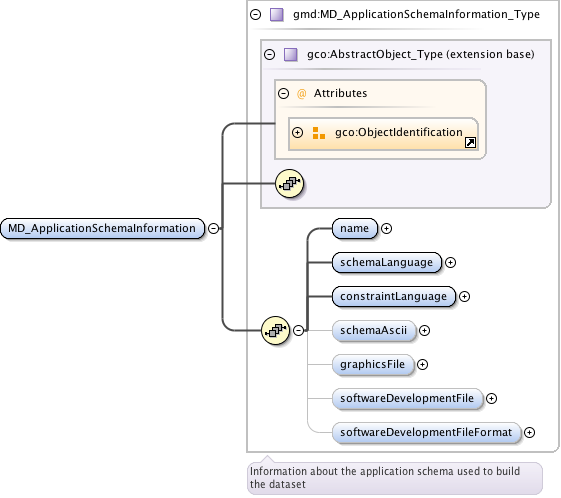 gmd:MD_ApplicationSchemaInformation_Type
gco:AbstractObject_Type (extension base)
@ Attributes
gco:ObjectIdentification
MD_ApplicationSchemaInformation
name
schemaLanguage
constraintLanguage
schemaAscii
graphicsFile
softwareDevelopmentFile
softwareDevelopmentFileFormat
Information about the application schema used to build
the dataset